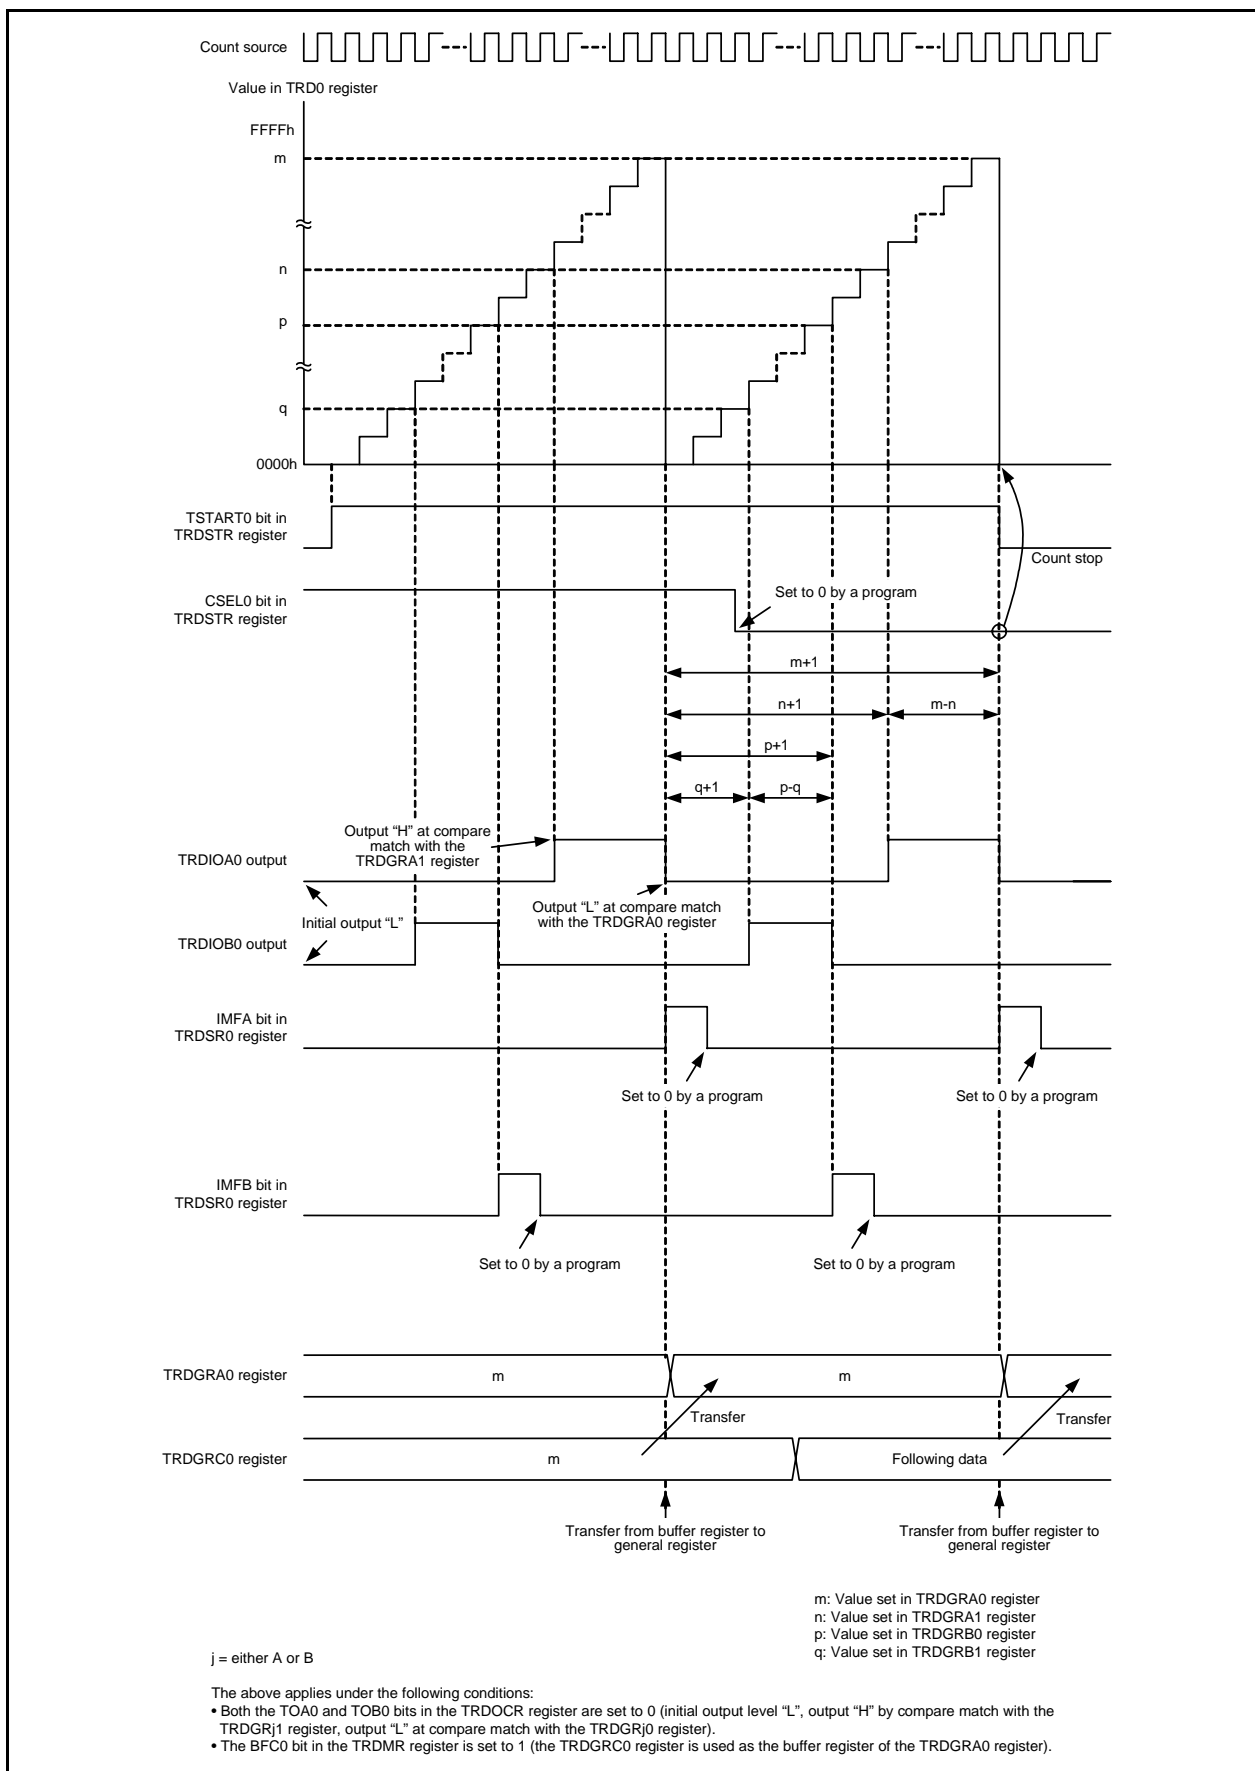 Count source
Value in TRD0 register
FFFFh
m
n
p
q
0000h
TSTART0 bit in
TRDSTR register
Count stop
CSEL0 bit in
TRDSTR register
Set to 0 by a program
m+1
n+1
m-n
p+1
q+1
p-q
Output “H” at compare
match with the
TRDGRA1 register
TRDIOA0 output
Output “L” at compare match
with the TRDGRA0 register
Initial output “L”
TRDIOB0 output
IMFA bit in
TRDSR0 register
Set to 0 by a program
Set to 0 by a program
IMFB bit in
TRDSR0 register
Set to 0 by a program
Set to 0 by a program
TRDGRA0 register
m
m
Transfer
Transfer
TRDGRC0 register
m
Following data
Transfer from buffer register to
general register
Transfer from buffer register to
general register
m: Value set in TRDGRA0 register
n: Value set in TRDGRA1 register
p: Value set in TRDGRB0 register
q: Value set in TRDGRB1 register
j = either A or B
The above applies under the following conditions:
• Both the TOA0 and TOB0 bits in the TRDOCR register are set to 0 (initial output level “L”, output “H” by compare match with the
TRDGRj1 register, output “L” at compare match with the TRDGRj0 register).
• The BFC0 bit in the TRDMR register is set to 1 (the TRDGRC0 register is used as the buffer register of the TRDGRA0 register).